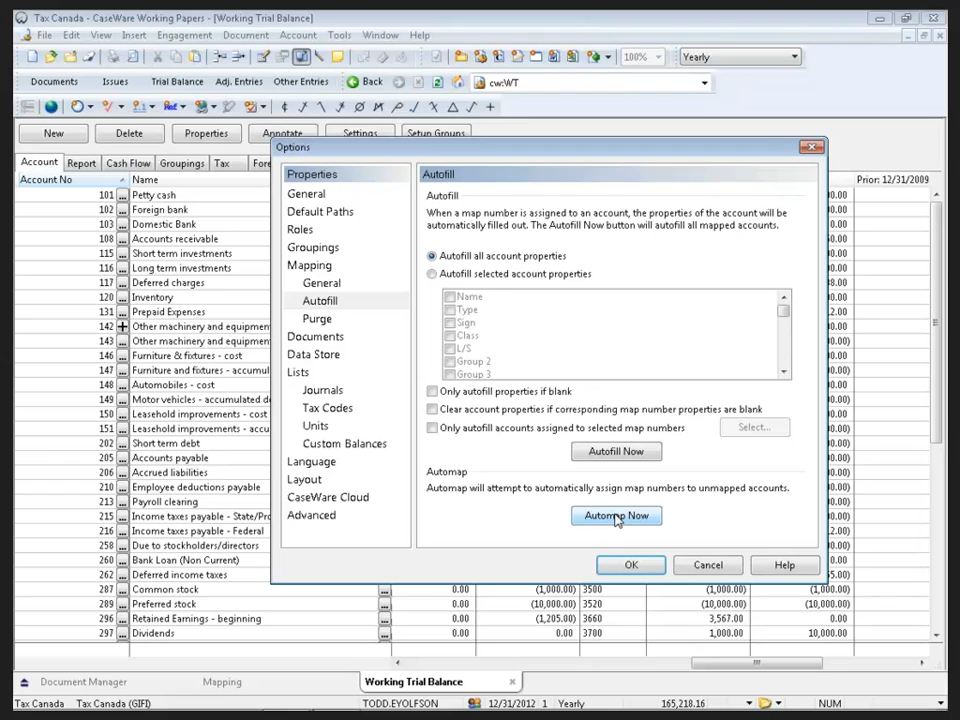 Tax Canada - CaseWare Working Papers - [Working Trial Balance]
File Edit View Insert Engagement Document Account Tools Window Help
100% Yearly
Documents Issues Trial Balance Adj. Entries Other Entries Back cw:WT
Ref
New Delete Properties Annotate Settings Setup Groups
Account Report Cash Flow Groupings Tax
Account No Name Prior: 12/31/2009
101 ... Petty cash
102 ... Foreign bank
103 ... Domestic Bank
108 ... Accounts receivable
115 ... Short term investments
116 ... Long term investments
117 ... Deferred charges
120 ... Inventory
131 ... Prepaid Expenses
142 + Other machinery and equipment
143 ... Other machinery and equipme
146 ... Furniture & fixtures - cost
147 ... Furniture and fixtures - accumul
148 ... Automobiles - cost
149 ... Motor vehicles - accumulated d
150 ... Leasehold improvements - cost
151 ... Leasehold improvements - accu
202 ... Short term debt
205 ... Accounts payable
206 ... Accrued liabilities
210 ... Employee deductions payable
213 ... Payroll clearing
215 ... Income taxes payable - State/Pro
216 ... Income taxes payable - Federal
258 ... Due to stockholders/directors
260 ... Bank Loan (Non Current)
262 ... Deferred income taxes
287 ... Common stock ... 0.00 (1,000.00) 3500 (1,000.00) (1,000.00)
289 ... Preferred stock ... 0.00 (10,000.00) 3520 (10,000.00) (10,000.00)
296 ... Retained Earnings - beginning ... 0.00 (1,205.00) 3660 3,567.00 0.00
297 ... Dividends ... 0.00 0.00 3700 1,000.00 10,000.00
Options
Properties
General
Default Paths
Roles
Groupings
Mapping
General
Autofill
Purge
Documents
Data Store
Lists
Journals
Tax Codes
Units
Custom Balances
Language
Layout
CaseWare Cloud
Advanced
Autofill
Autofill
When a map number is assigned to an account, the properties of the account will be
automatically filled out. The Autofill Now button will autofill all mapped accounts.
Autofill all account properties
Autofill selected account properties
Name
Type
Sign
Class
L/S
Group 2
Group 3
Only autofill properties if blank
Clear account properties if corresponding map number properties are blank
Only autofill accounts assigned to selected map numbers Select...
Autofill Now
Automap
Automap will attempt to automatically assign map numbers to unmapped accounts.
Automap Now
OK Cancel Help
Document Manager Mapping Working Trial Balance
Tax Canada Tax Canada (GIFI) TODD.EYOLFSON 12/31/2012 1 Yearly 165,218.16 NUM